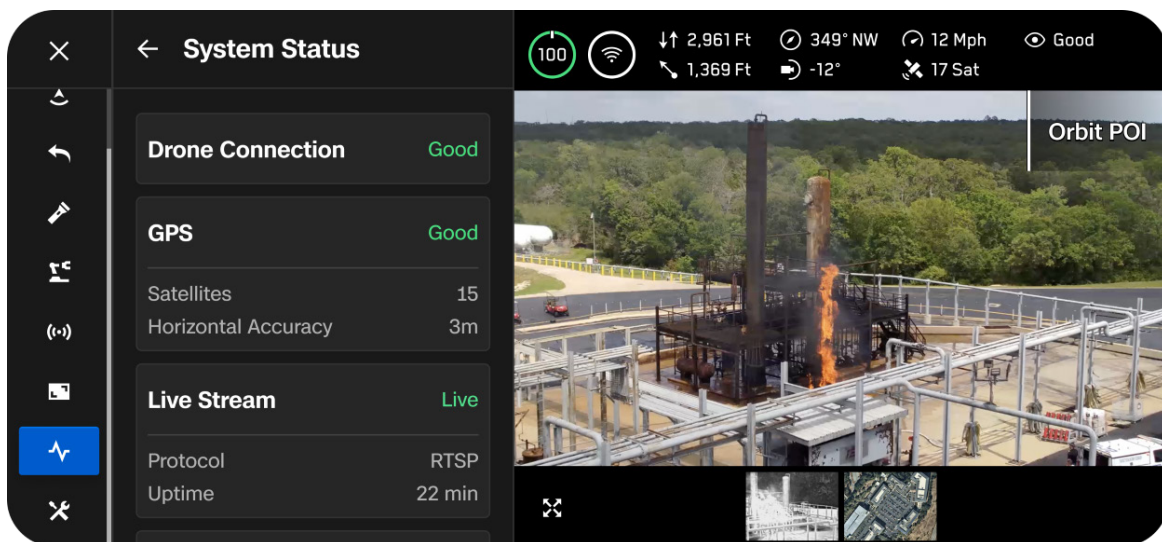 System Status
Drone Connection Good
GPS Good
Satellites 15
Horizontal Accuracy 3m
Live Stream Live
Protocol RTSP
Uptime 22 min
100
2,961 Ft 349° NW 12 Mph Good
1,369 Ft -12° 17 Sat
Orbit POI